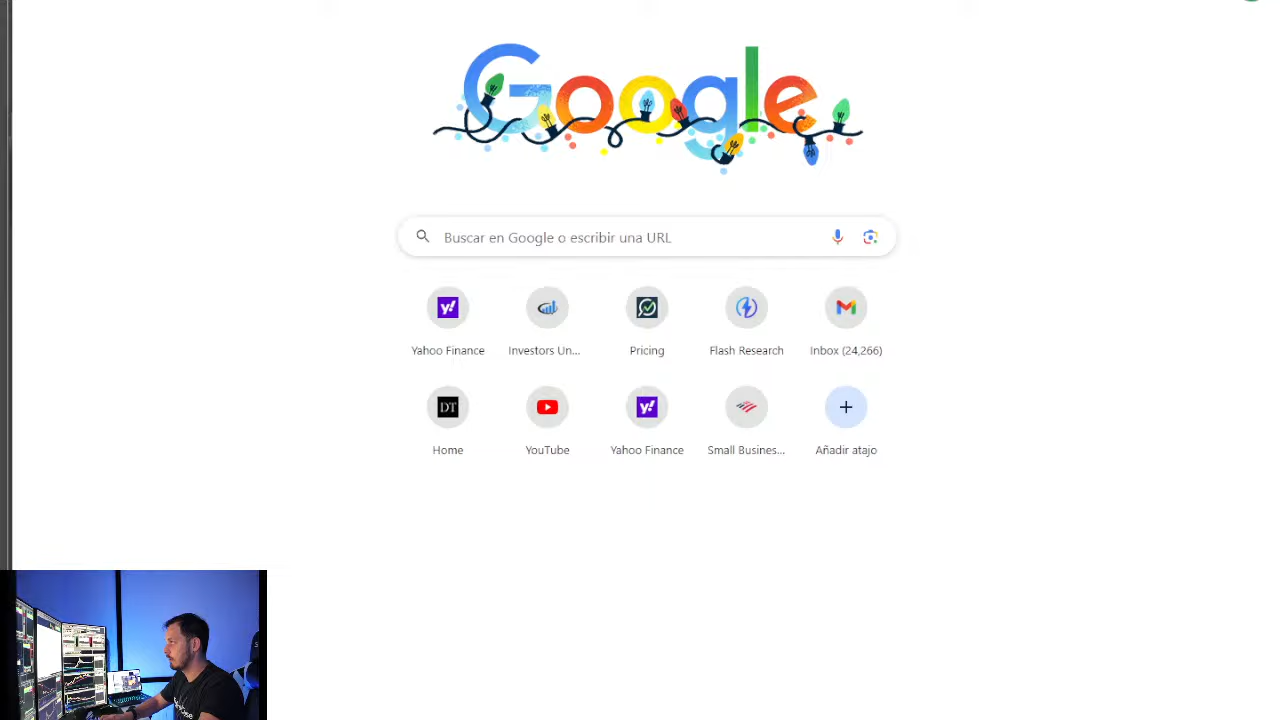 Google
Buscar en Google o escribir una URL
y!
Yahoo Finance
Investors Un...
Pricing
Flash Research
Inbox (24,266)
DT
Home
YouTube
y!
Yahoo Finance
Small Busines...
Añadir atajo